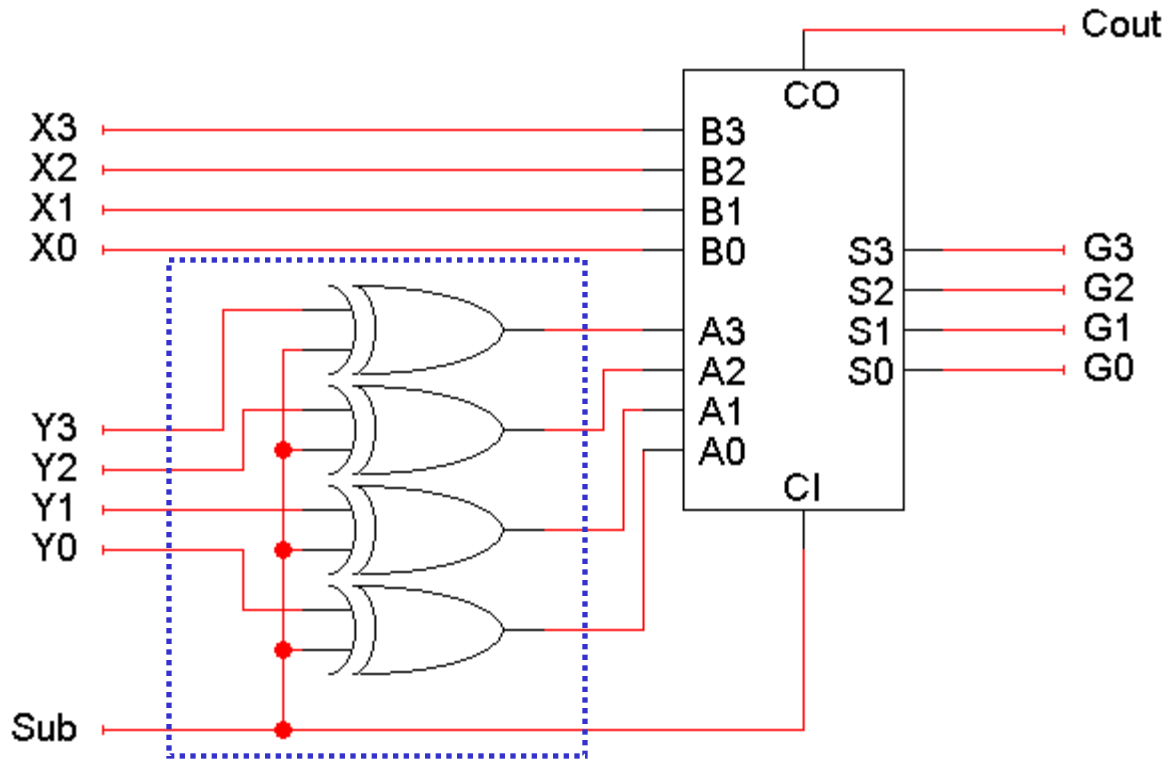 Cout
CO
X3 B3
X2 B2
X1 B1
X0 B0 S3 G3
S2 G2
A3 S1 G1
A2 S0 G0
Y3 A1
Y2 A0
Y1 CI
Y0
Sub